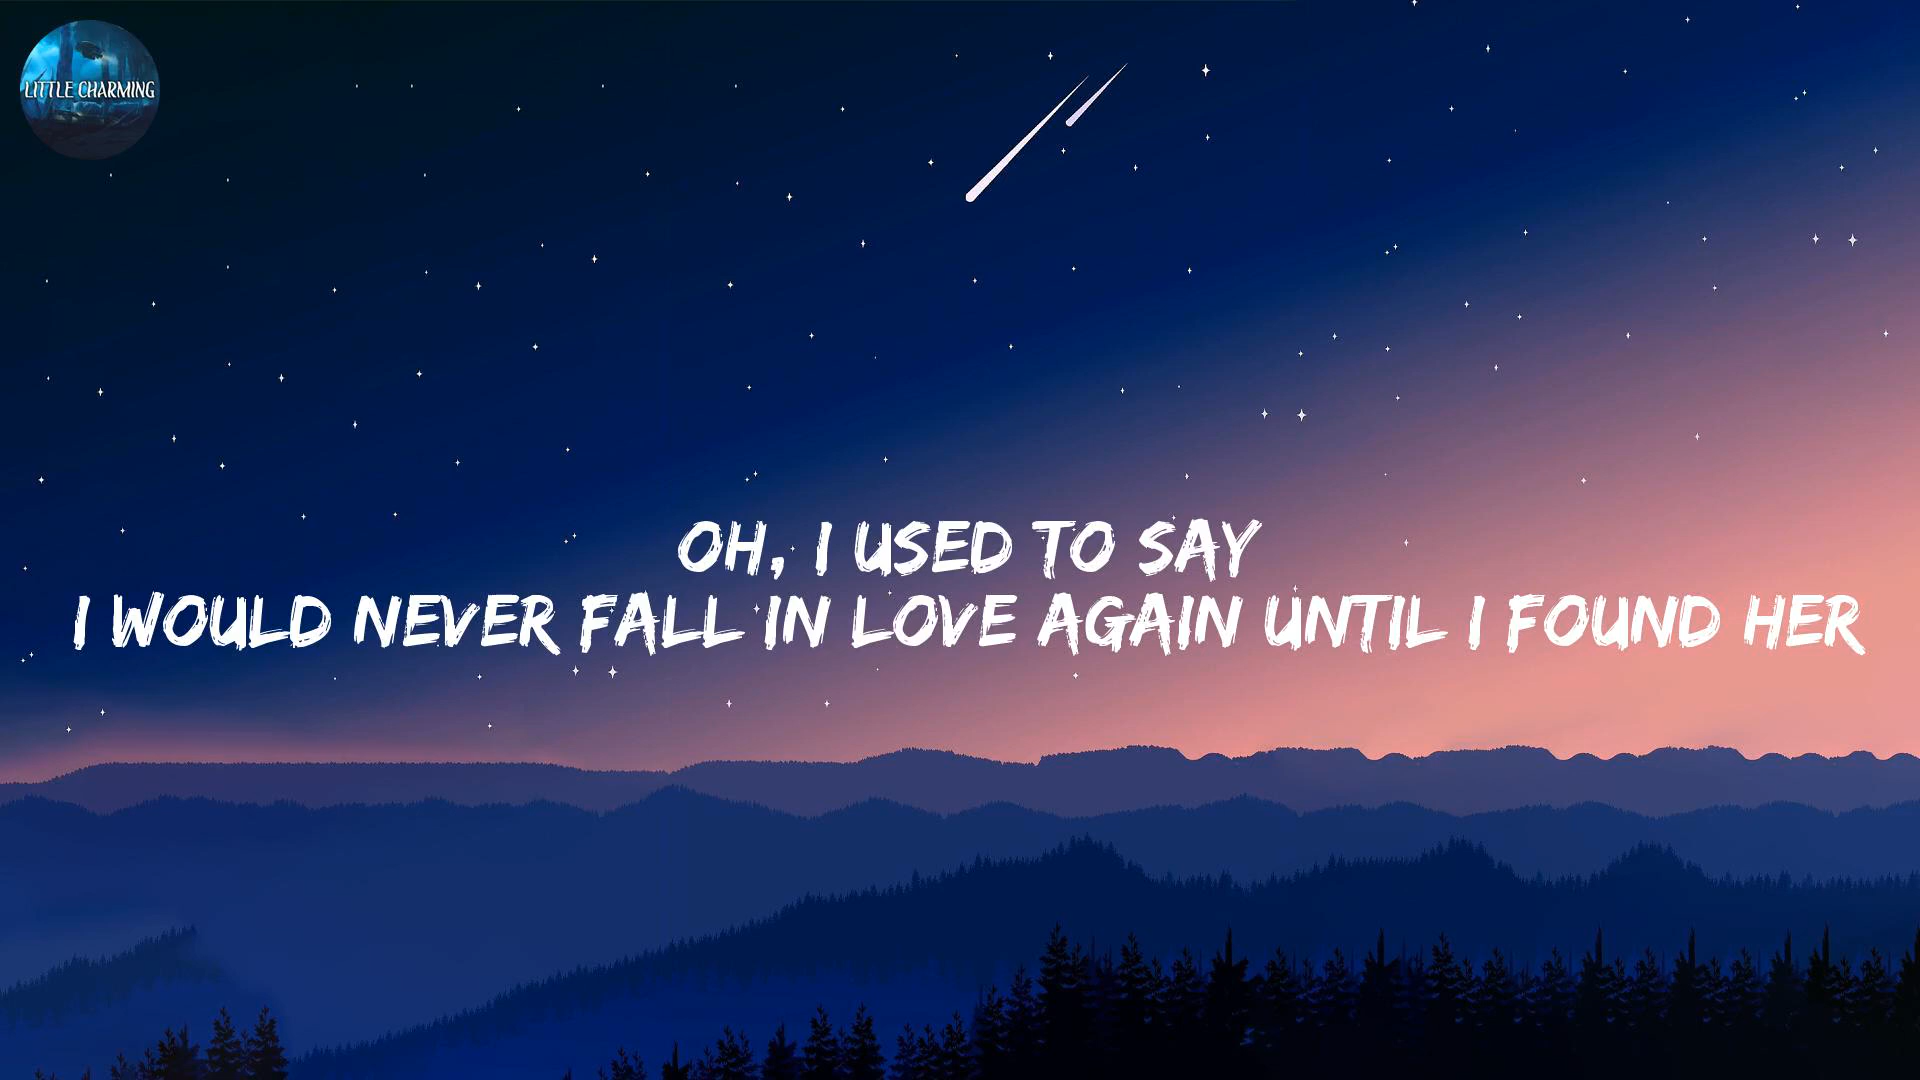 LITTLE CHARMING
OH, I USED TO SAY
I WOULD NEVER FALL IN LOVE AGAIN UNTIL I FOUND HER